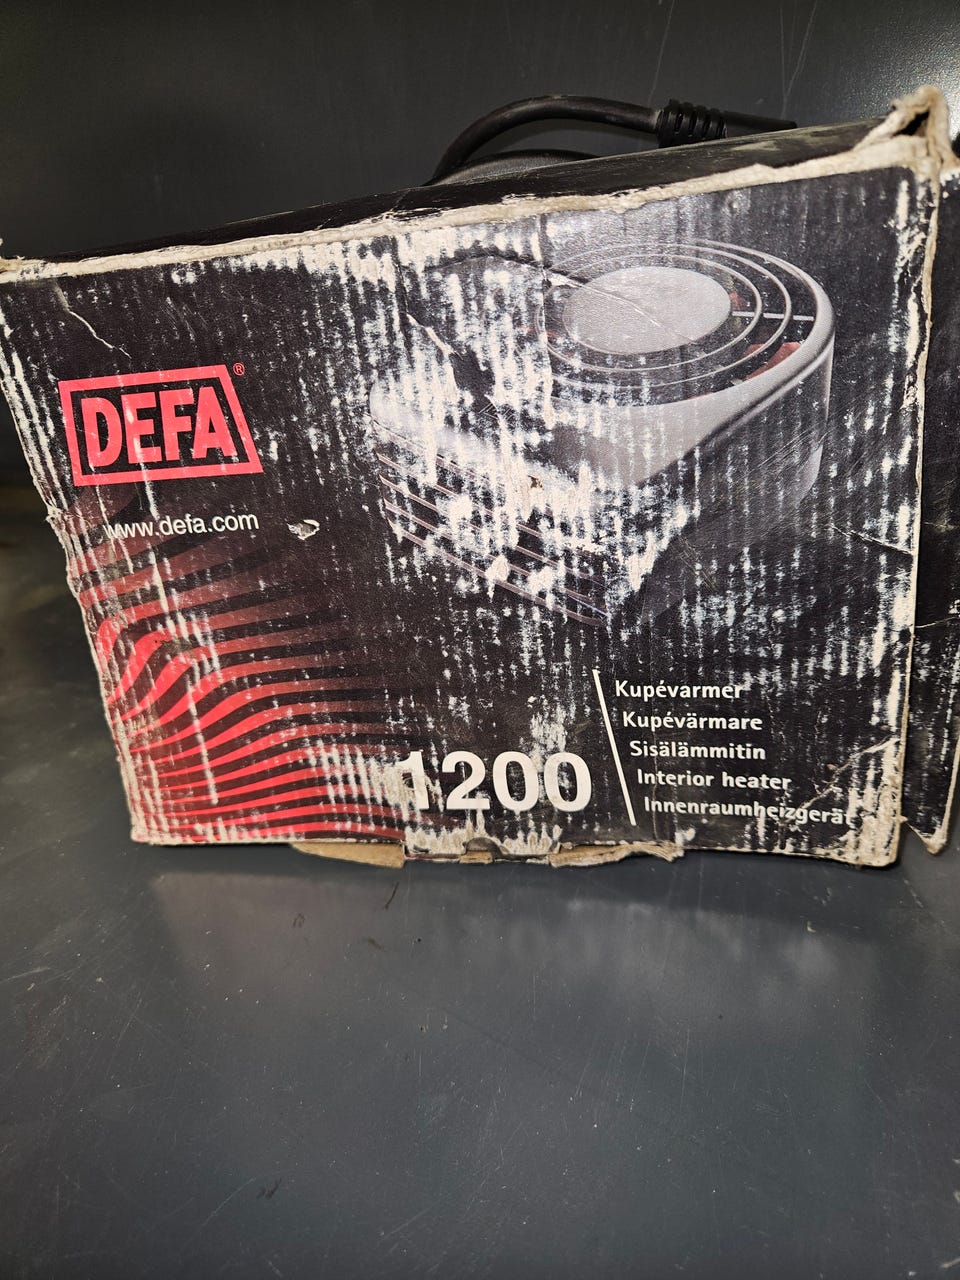 DEFA®
www.defa.com
1200
Kupévarmer
Kupévärmare
Sisälämmitin
Interior heater
Innenraumheizgerät